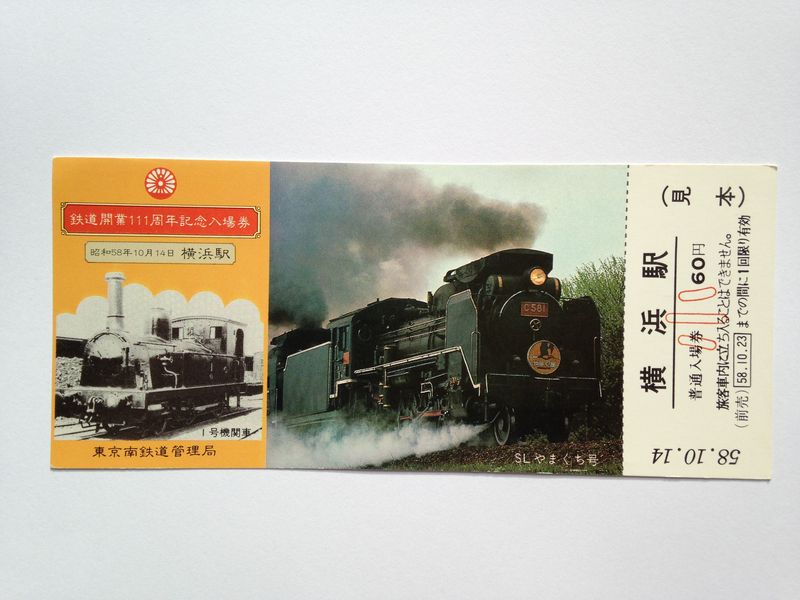 鉄道開業111周年記念入場券
昭和58年10月14日 横浜駅
1号機関車
東京南鉄道管理局
C581
SLやまぐち号
(見本)
横浜駅
普通入場券 60円
小
旅客車内に立ち入ることはできません。
(前売) 58.10.23 までの間に1回限り有効
58.10.14